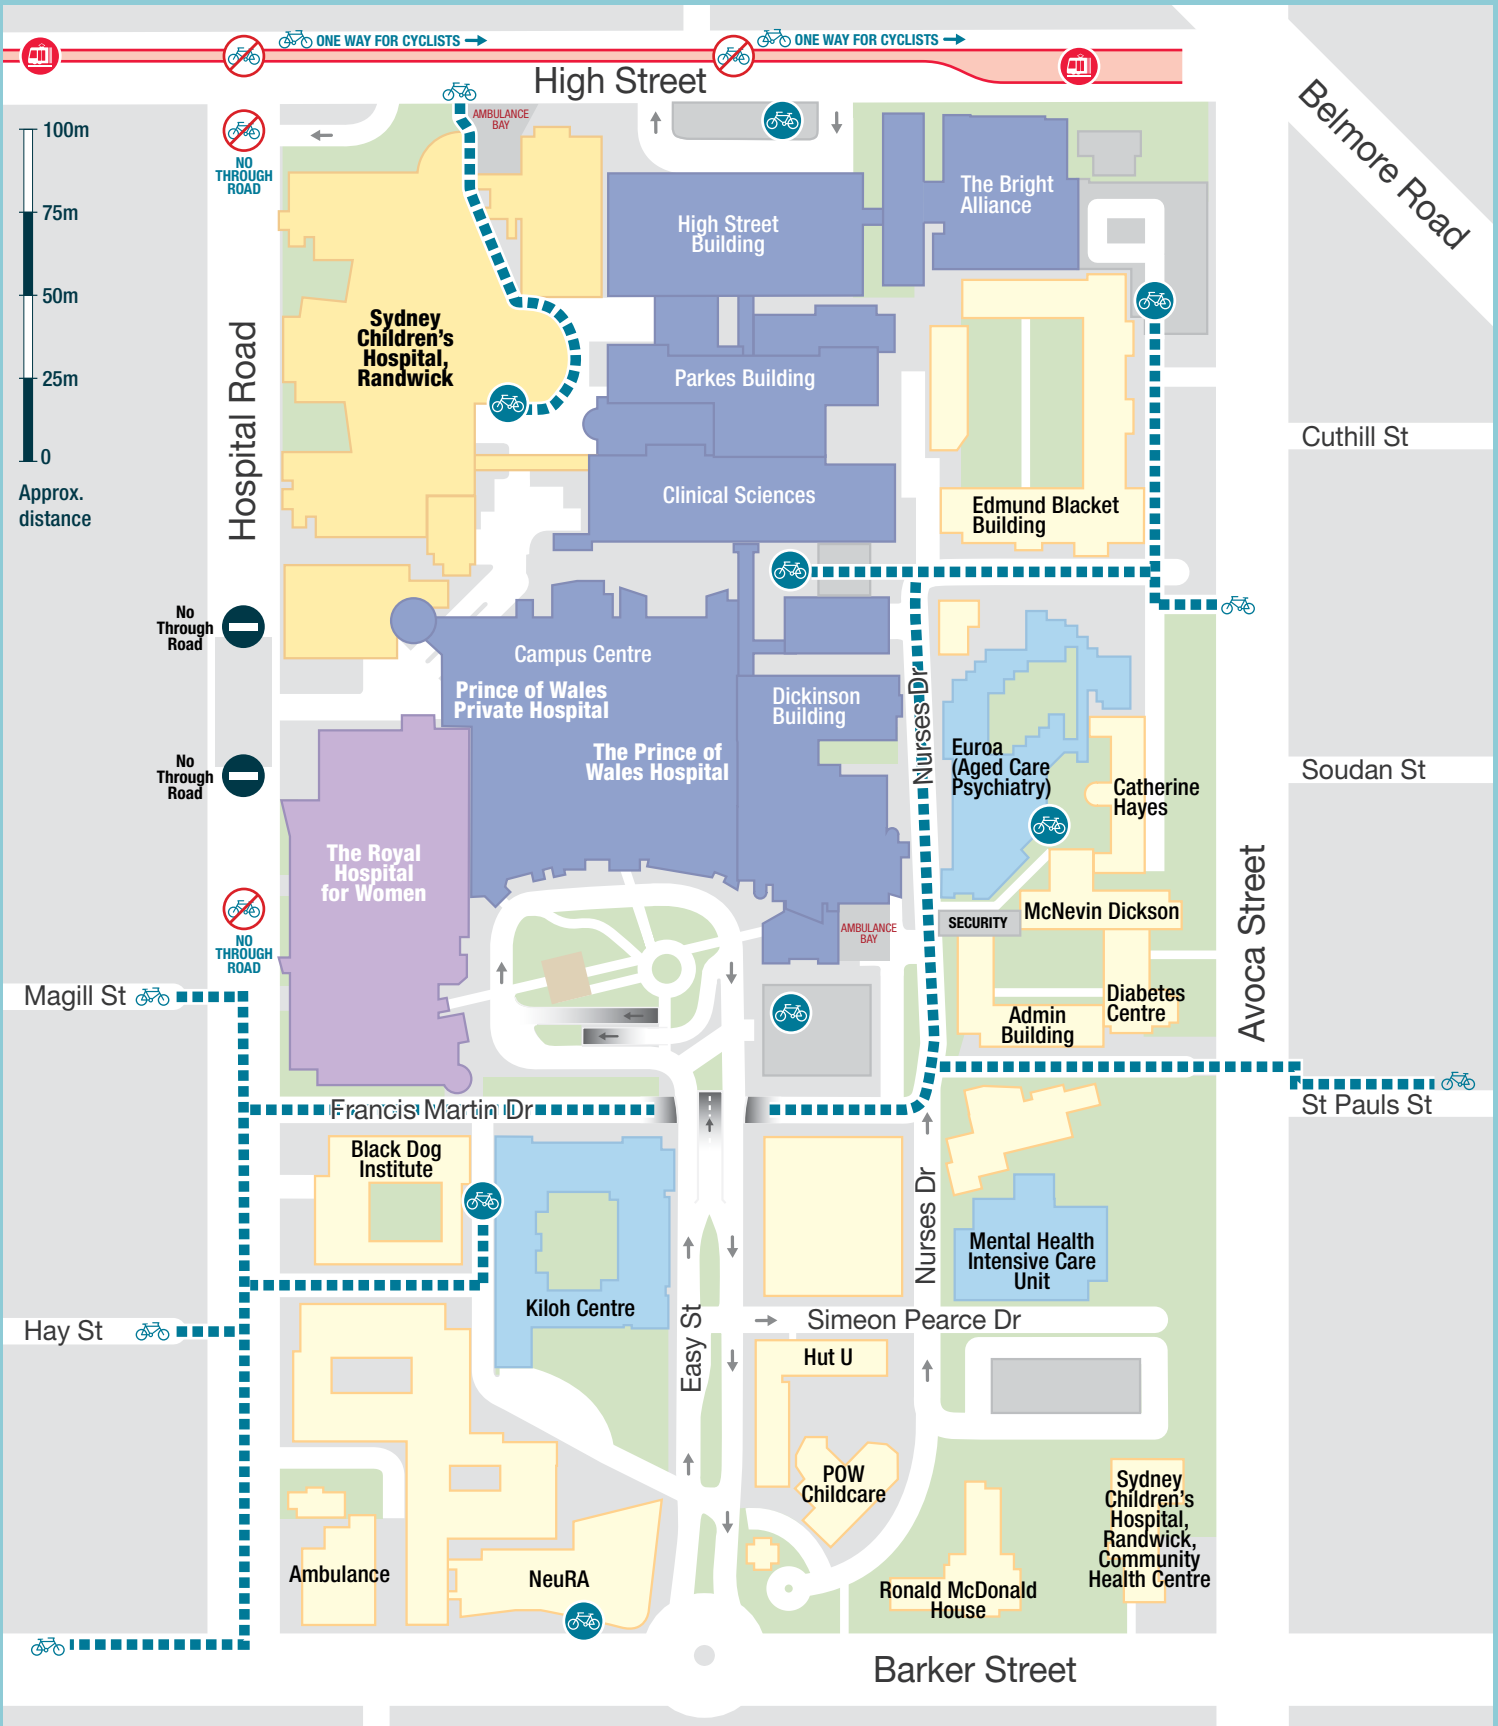 ONE WAY FOR CYCLISTS
ONE WAY FOR CYCLISTS
High Street
Belmore Road
AMBULANCE
BAY
100m
75m
50m
25m
0
Approx.
distance
NO
THROUGH
ROAD
Hospital Road
The Bright
Alliance
High Street
Building
Sydney
Children's
Hospital,
Randwick
Parkes Building
Cuthill St
Clinical Sciences
Edmund Blacket
Building
No
Through
Road
Campus Centre
Prince of Wales
Private Hospital
Dickinson
Building
The Prince of
Wales Hospital
Nurses Dr
Euroa
(Aged Care
Psychiatry)
Catherine
Hayes
Soudan St
No
Through
Road
The Royal
Hospital
for Women
Avoca Street
McNevin Dickson
SECURITY
AMBULANCE
BAY
NO
THROUGH
ROAD
Magill St
Diabetes
Centre
Admin
Building
St Pauls St
Francis Martin Dr
Black Dog
Institute
Nurses Dr
Mental Health
Intensive Care
Unit
Kiloh Centre
Hay St
Easy St
Simeon Pearce Dr
Hut U
POW
Childcare
Sydney
Children's
Hospital,
Randwick,
Community
Health Centre
Ambulance
NeuRA
Ronald McDonald
House
Barker Street